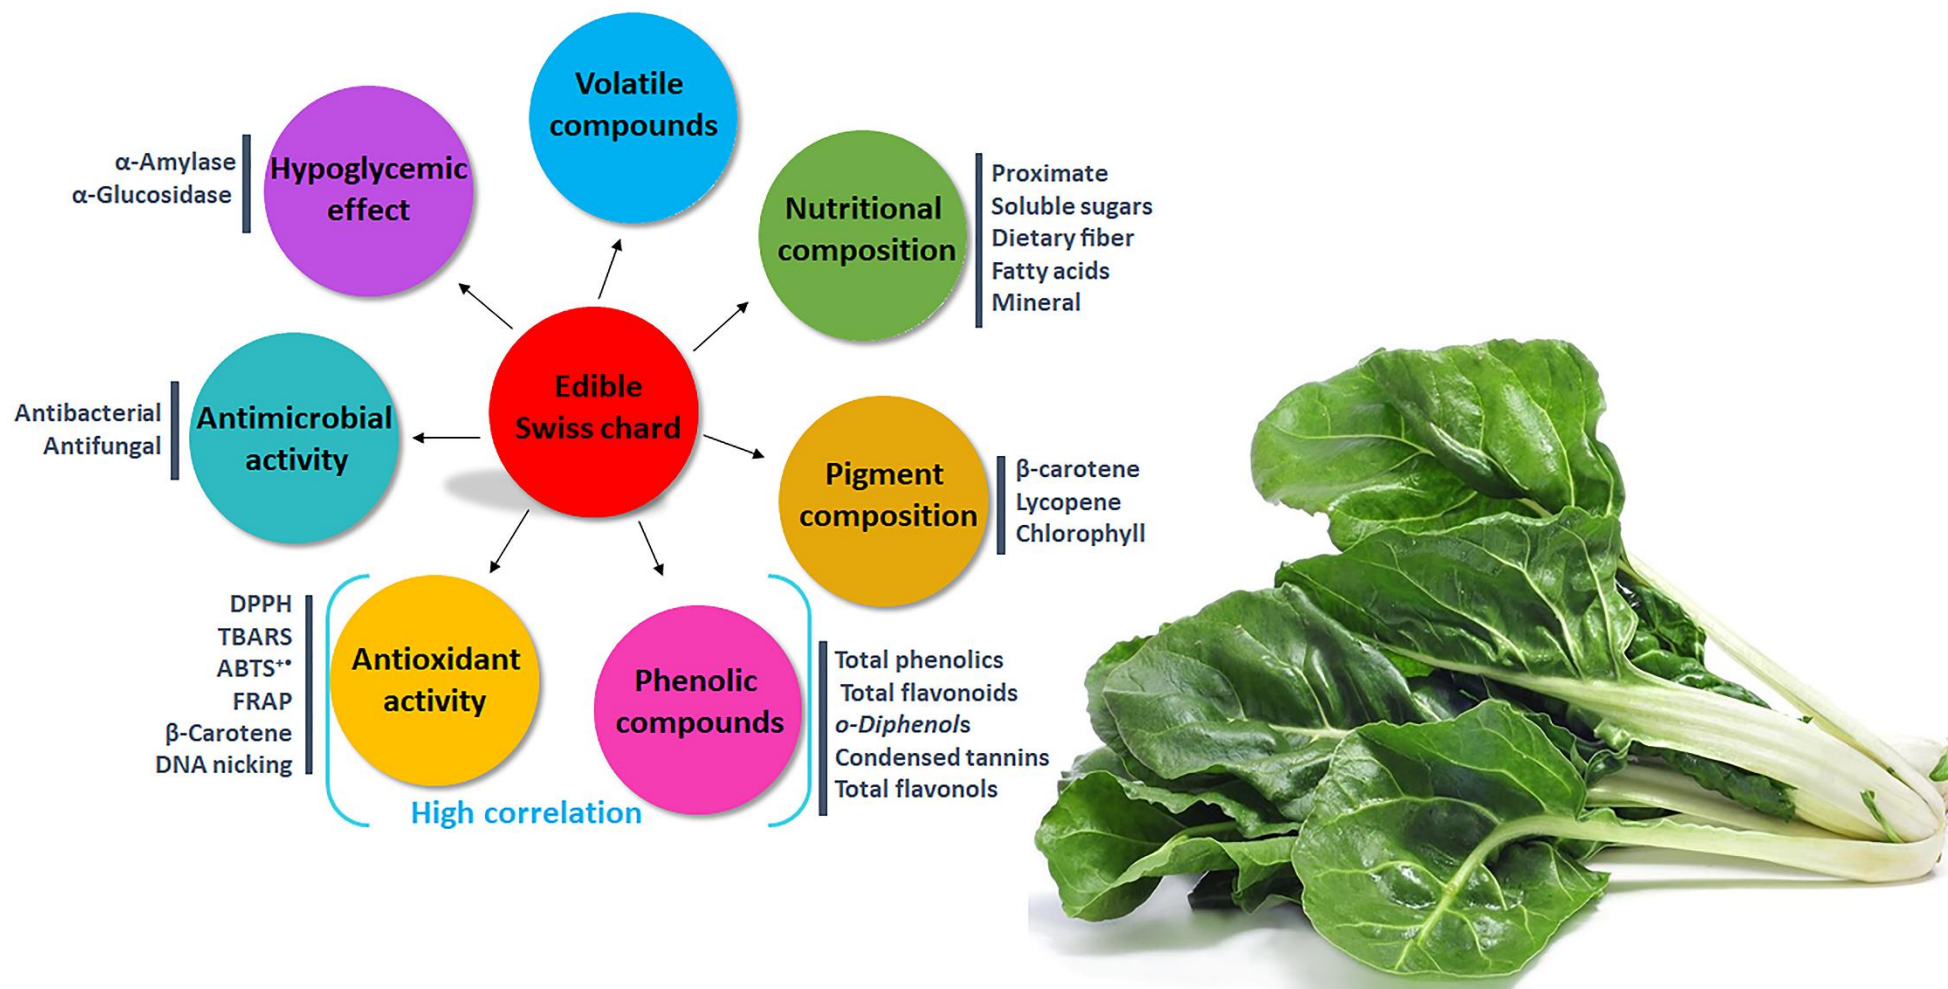 Volatile
compounds
α-Amylase
α-Glucosidase
Hypoglycemic
effect
Nutritional
composition
Proximate
Soluble sugars
Dietary fiber
Fatty acids
Mineral
Edible
Swiss chard
Antibacterial
Antifungal
Antimicrobial
activity
Pigment
composition
β-carotene
Lycopene
Chlorophyll
DPPH
TBARS
ABTS⁺•
FRAP
β-Carotene
DNA nicking
Antioxidant
activity
Phenolic
compounds
Total phenolics
Total flavonoids
o-Diphenols
Condensed tannins
Total flavonols
High correlation